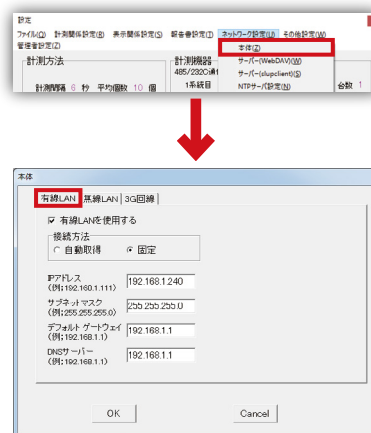 設定
ファイル(O) 計測関係設定(B) 表示関係設定(S) 報告書設定(T) ネットワーク設定(U) その他設定(W)
管理者設定(Z)
本体(Z)
サーバー(WebDAV)(W)
サーバー(slupclient)(S)
NTPサーバ設定(N)
計測方法
計測間隔 6 秒 平均個数 10 個
計測機器
485/232C通
1系統目
台数 1
本体
有線LAN 無線LAN 3G回線
有線LANを使用する
接続方法
自動取得 固定
IPアドレス
(例;192.160.1.111)
192.168.1.240
サブネットマスク
(例;255.255.255.0)
255.255.255.0
デフォルト ゲートウェイ
(例;192.168.1.1)
192.168.1.1
DNSサーバー
(例;192.168.1.1)
192.168.1.1
OK Cancel